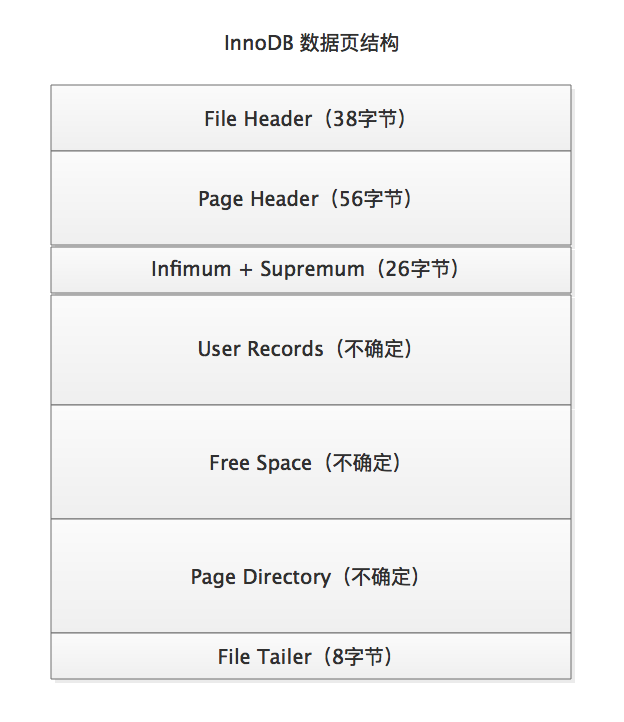 InnoDB 数据页结构
File Header（38字节）
Page Header（56字节）
Infimum + Supremum（26字节）
User Records（不确定）
Free Space（不确定）
Page Directory（不确定）
File Tailer（8字节）